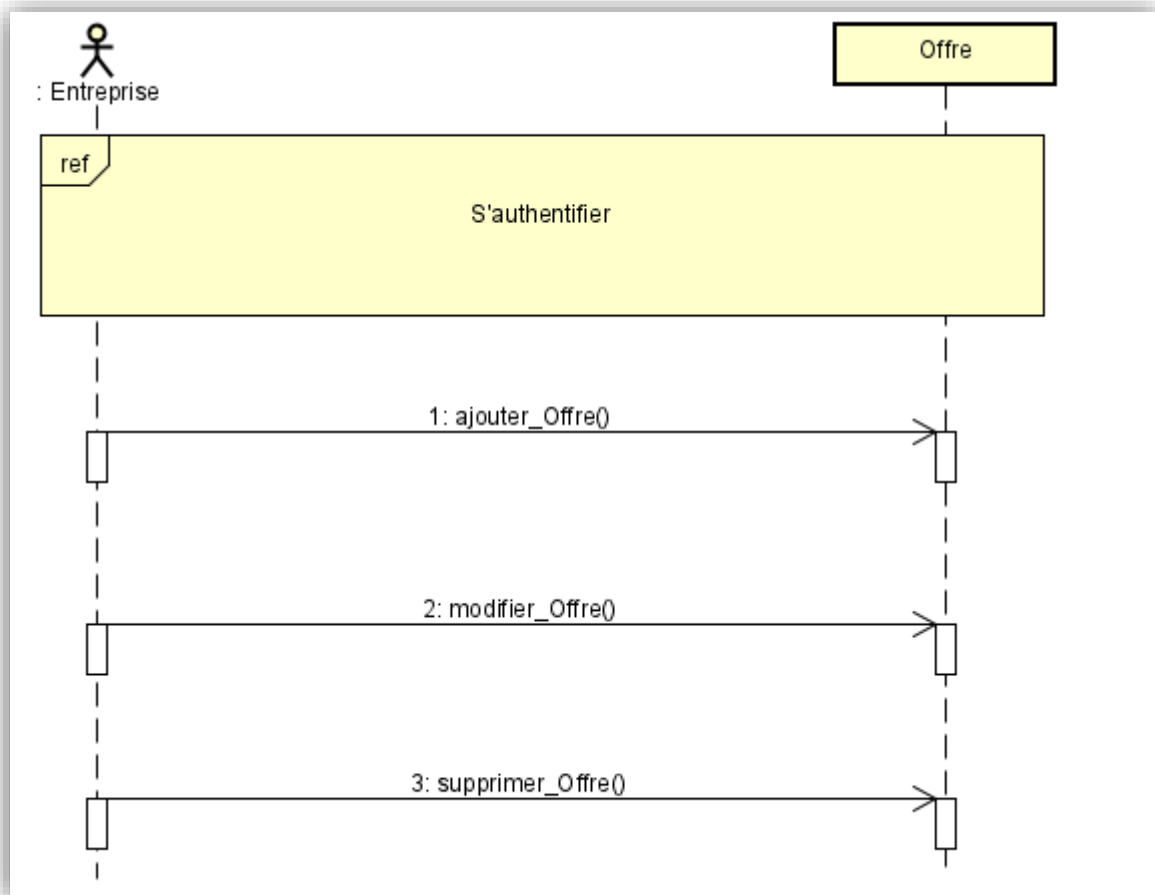 : Entreprise
Offre
ref
S'authentifier
1: ajouter_Offre()
2: modifier_Offre()
3: supprimer_Offre()